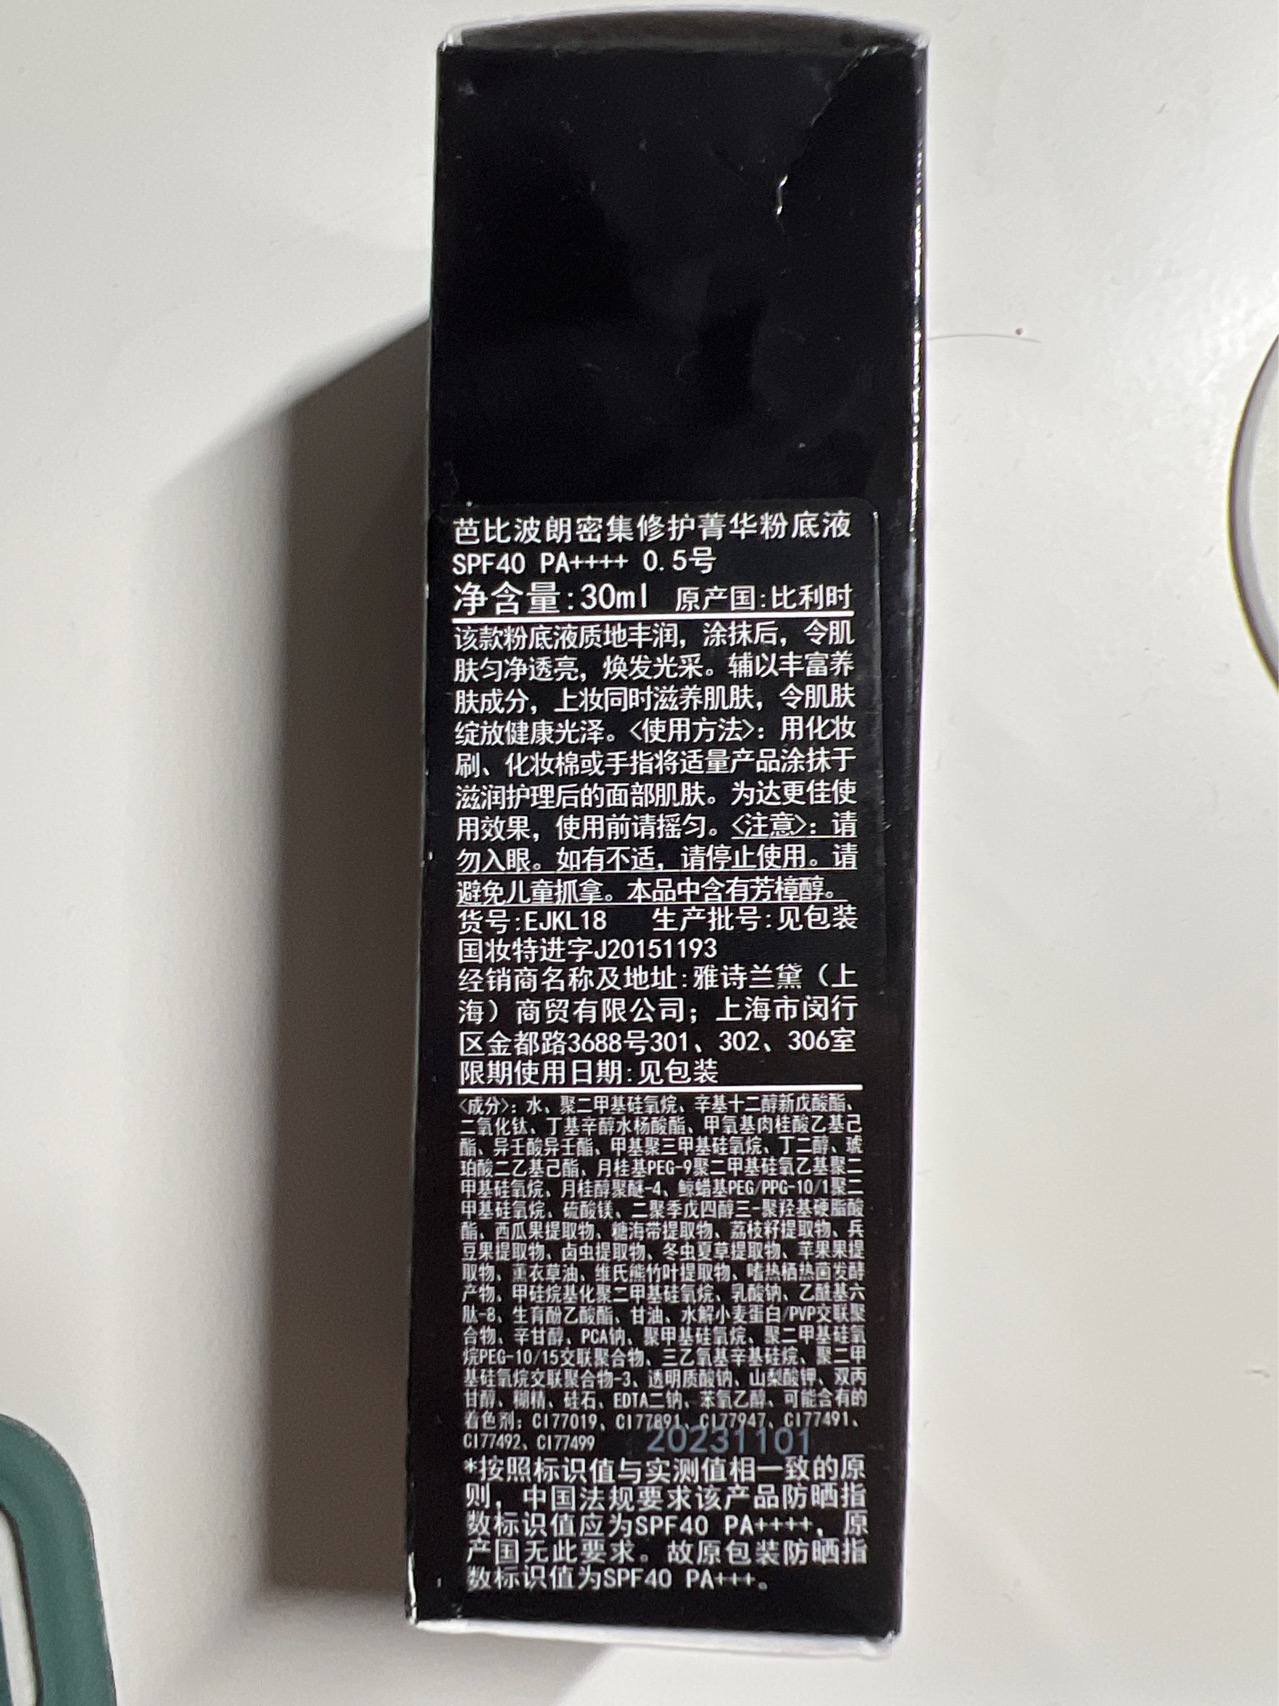 芭比波朗密集修护菁华粉底液
SPF40 PA++++ 0.5号
净含量:30ml 原产国:比利时
该款粉底液质地丰润，涂抹后，令肌
肤匀净透亮，焕发光采。辅以丰富养
肤成分，上妆同时滋养肌肤，令肌肤
绽放健康光泽。<使用方法>：用化妆
刷、化妆棉或手指将适量产品涂抹于
滋润护理后的面部肌肤。为达更佳使
用效果，使用前请摇匀。<注意>：请
勿入眼。如有不适，请停止使用。请
避免儿童抓拿。本品中含有芳樟醇。
货号:EJKL18 生产批号:见包装
国妆特进字J20151193
经销商名称及地址:雅诗兰黛（上
海）商贸有限公司；上海市闵行
区金都路3688号301、302、306室
限期使用日期:见包装
<成分>：水、聚二甲基硅氧烷、辛基十二醇新戊酸酯、
二氧化钛、丁基辛醇水杨酸酯、甲氧基肉桂酸乙基己
酯、异壬酸异壬酯、甲基聚三甲基硅氧烷、丁二醇、琥
珀酸二乙基己酯、月桂基PEG-9聚二甲基硅氧乙基聚二
甲基硅氧烷、月桂醇聚醚-4、鲸蜡基PEG/PPG-10/1聚二
甲基硅氧烷、硫酸镁、二聚季戊四醇三-聚羟基硬脂酸
酯、西瓜果提取物、糖海带提取物、荔枝籽提取物、兵
豆果提取物、卤虫提取物、冬虫夏草提取物、苹果果提
取物、薰衣草油、维氏熊竹叶提取物、嗜热栖热菌发酵
产物、甲硅烷基化聚二甲基硅氧烷、乳酸钠、乙酰基六
肽-8、生育酚乙酸酯、甘油、水解小麦蛋白/PVP交联聚
合物、辛甘醇、PCA钠、聚甲基硅氧烷、聚二甲基硅氧
烷PEG-10/15交联聚合物、三乙氧基辛基硅烷、聚二甲
基硅氧烷交联聚合物-3、透明质酸钠、山梨酸钾、双丙
甘醇、糊精、硅石、EDTA二钠、苯氧乙醇、可能含有的
着色剂：CI77019、CI77891、CI77947、CI77491、
CI77492、CI77499 20231101
*按照标识值与实测值相一致的原
则，中国法规要求该产品防晒指
数标识值应为SPF40 PA++++，原
产国无此要求。故原包装防晒指
数标识值为SPF40 PA+++。